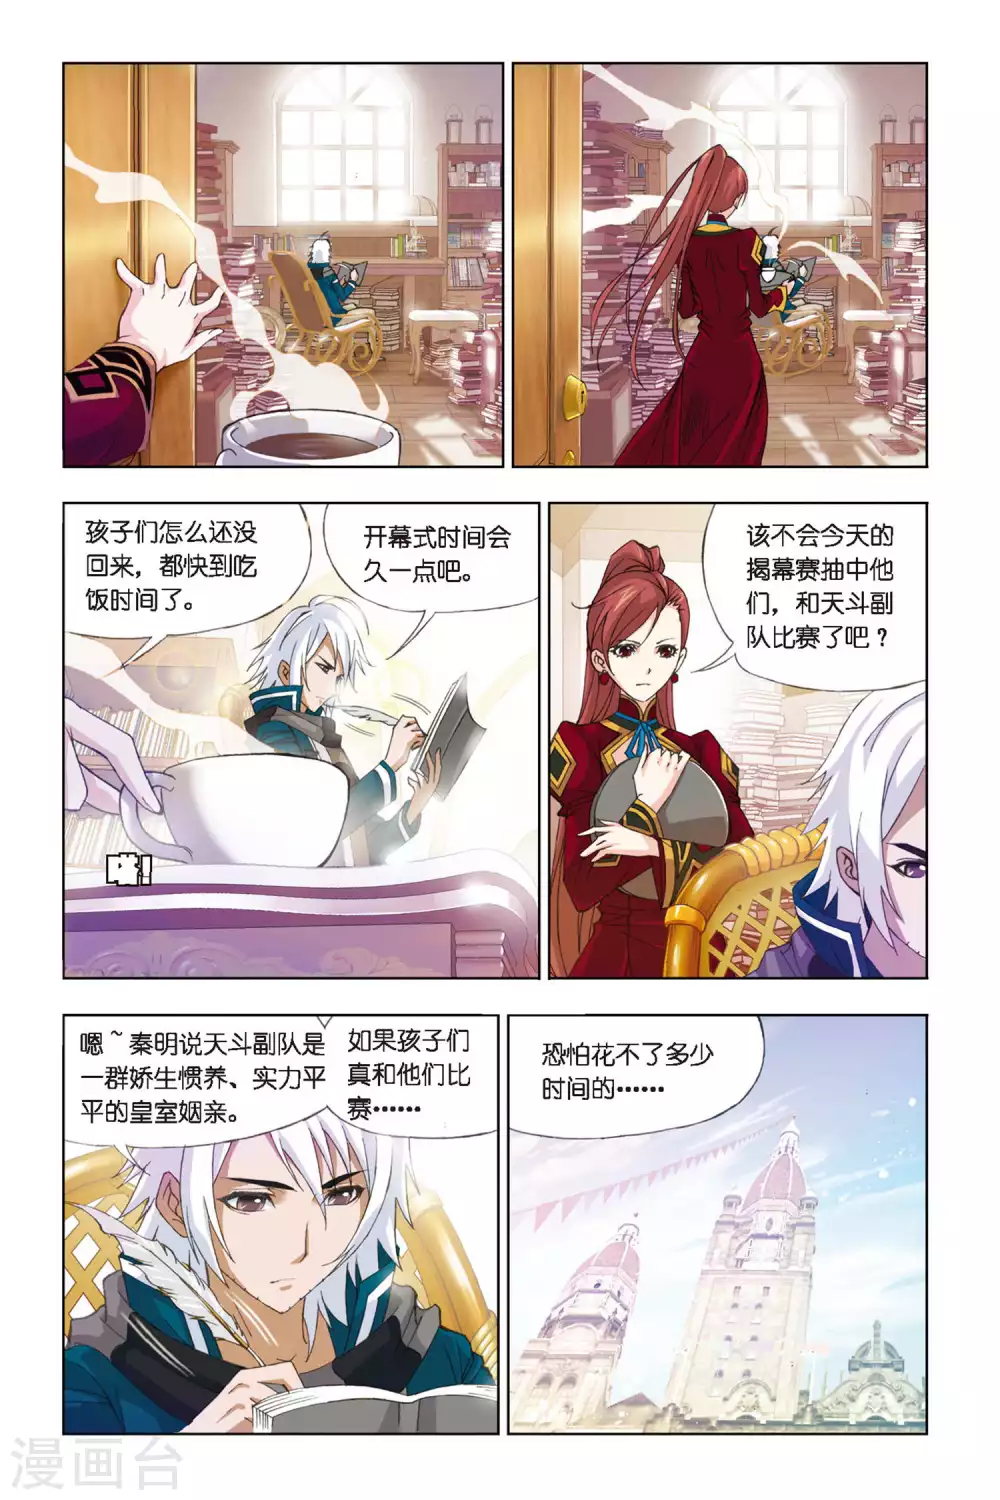 孩子们怎么还没
回来，都快到吃
饭时间了。
开幕式时间会
久一点吧。
该不会今天的
揭幕赛抽中他
们，和天斗副
队比赛了吧？
嗯~秦明说天斗副队是
一群娇生惯养、实力平
平的皇室姻亲。
如果孩子们
真和他们比
赛……
恐怕花不了多少
时间的……
漫画台